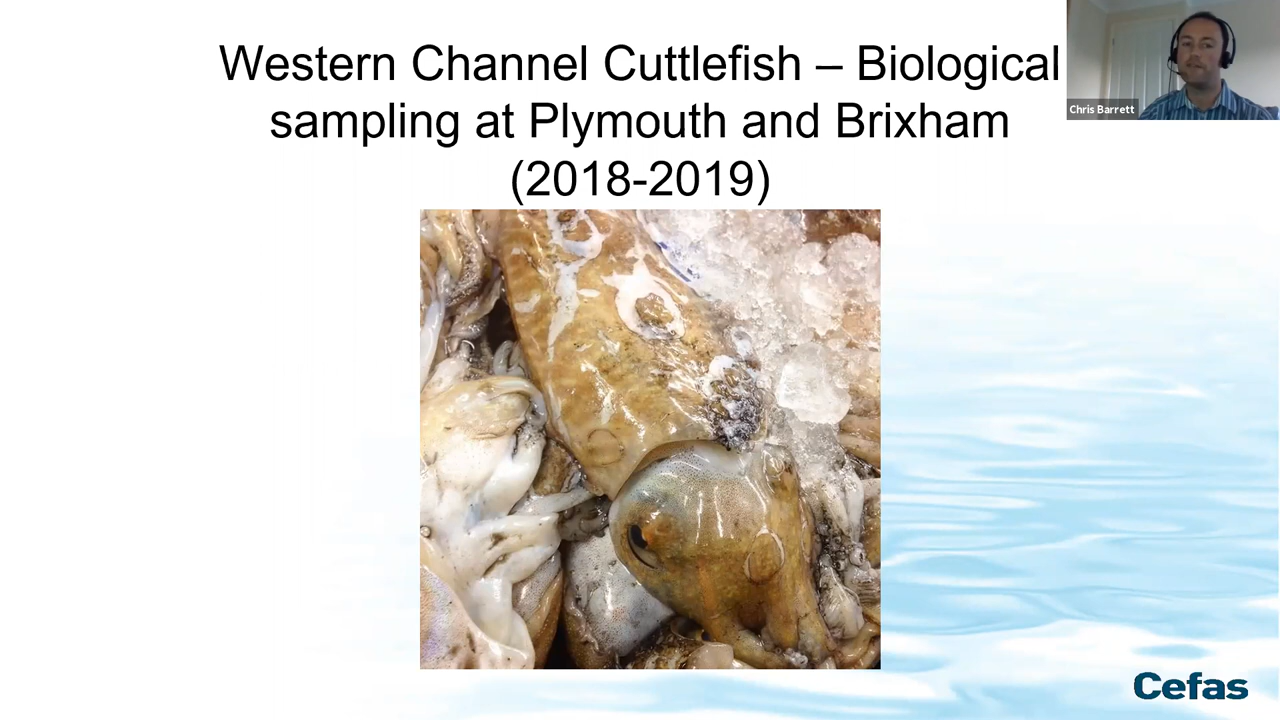 Western Channel Cuttlefish – Biological
sampling at Plymouth and Brixham
(2018-2019)
Chris Barrett
Cefas